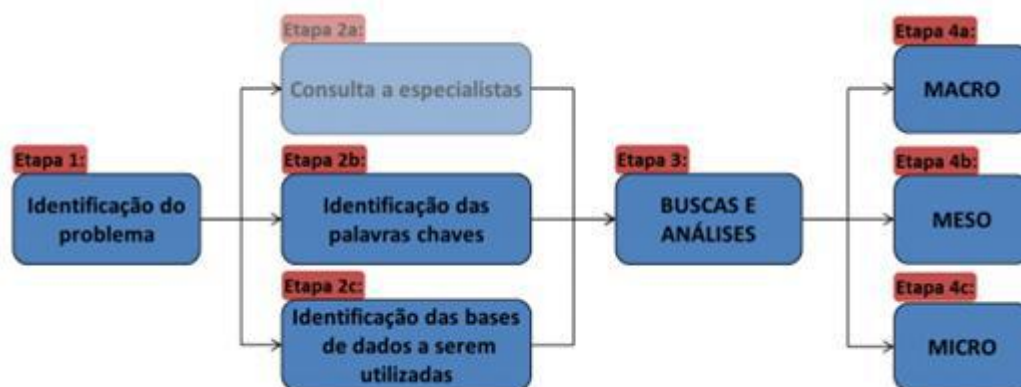 Etapa 1:
Identificação do
problema
Etapa 2a:
Consulta a especialistas
Etapa 2b:
Identificação das
palavras chaves
Etapa 2c:
Identificação das bases
de dados a serem
utilizadas
Etapa 3:
BUSCAS E
ANÁLISES
Etapa 4a:
MACRO
Etapa 4b:
MESO
Etapa 4c:
MICRO